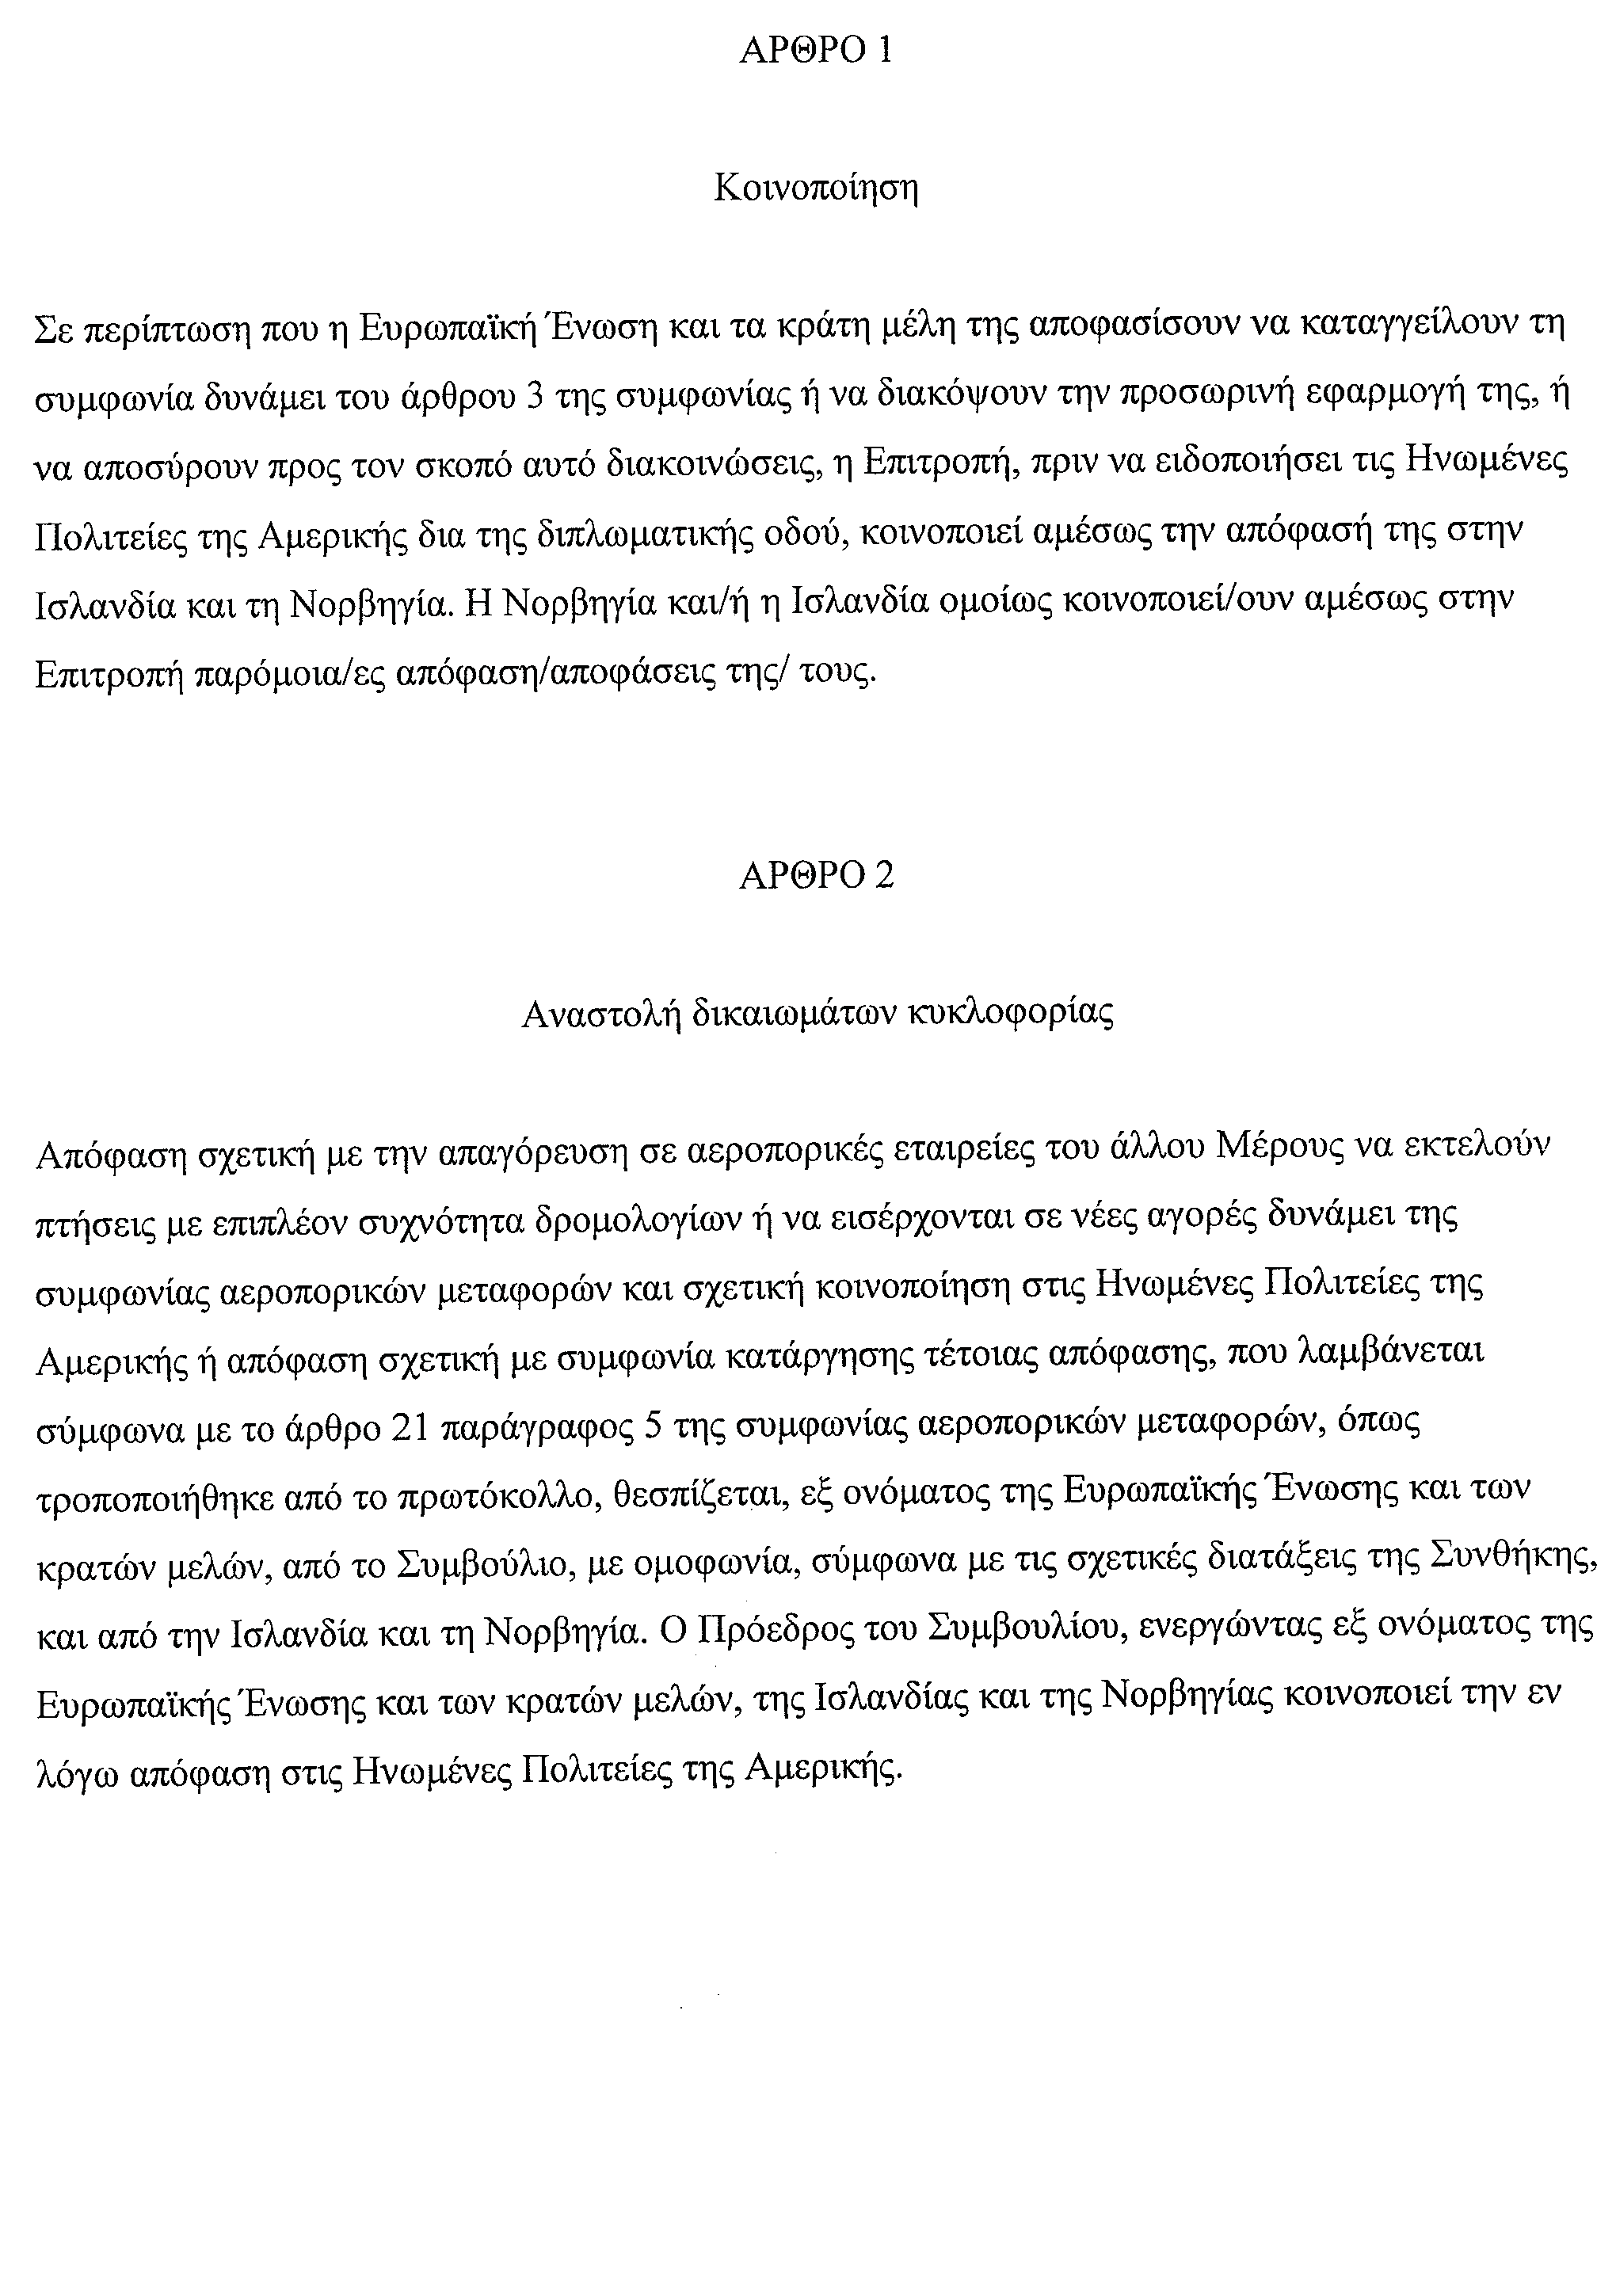 ΑΡΘΡΟ 1
Κοινοποίηση
Σε περίπτωση που η Ευρωπαϊκή Ένωση και τα κράτη μέλη της αποφασίσουν να καταγγείλουν τη
συμφωνία δυνάμει του άρθρου 3 της συμφωνίας ή να διακόψουν την προσωρινή εφαρμογή της, ή
να αποσύρουν προς τον σκοπό αυτό διακοινώσεις, η Επιτροπή, πριν να ειδοποιήσει τις Ηνωμένες
Πολιτείες της Αμερικής δια της διπλωματικής οδού, κοινοποιεί αμέσως την απόφασή της στην
Ισλανδία και τη Νορβηγία. Η Νορβηγία και/ή η Ισλανδία ομοίως κοινοποιεί/ουν αμέσως στην
Επιτροπή παρόμοια/ες απόφαση/αποφάσεις της/ τους.
ΑΡΘΡΟ 2
Αναστολή δικαιωμάτων κυκλοφορίας
Απόφαση σχετική με την απαγόρευση σε αεροπορικές εταιρείες του άλλου Μέρους να εκτελούν
πτήσεις με επιπλέον συχνότητα δρομολογίων ή να εισέρχονται σε νέες αγορές δυνάμει της
συμφωνίας αεροπορικών μεταφορών και σχετική κοινοποίηση στις Ηνωμένες Πολιτείες της
Αμερικής ή απόφαση σχετική με συμφωνία κατάργησης τέτοιας απόφασης, που λαμβάνεται
σύμφωνα με το άρθρο 21 παράγραφος 5 της συμφωνίας αεροπορικών μεταφορών, όπως
τροποποιήθηκε από το πρωτόκολλο, θεσπίζεται, εξ ονόματος της Ευρωπαϊκής Ένωσης και των
κρατών μελών, από το Συμβούλιο, με ομοφωνία, σύμφωνα με τις σχετικές διατάξεις της Συνθήκης,
και από την Ισλανδία και τη Νορβηγία. Ο Πρόεδρος του Συμβουλίου, ενεργώντας εξ ονόματος της
Ευρωπαϊκής Ένωσης και των κρατών μελών, της Ισλανδίας και της Νορβηγίας κοινοποιεί την εν
λόγω απόφαση στις Ηνωμένες Πολιτείες της Αμερικής.